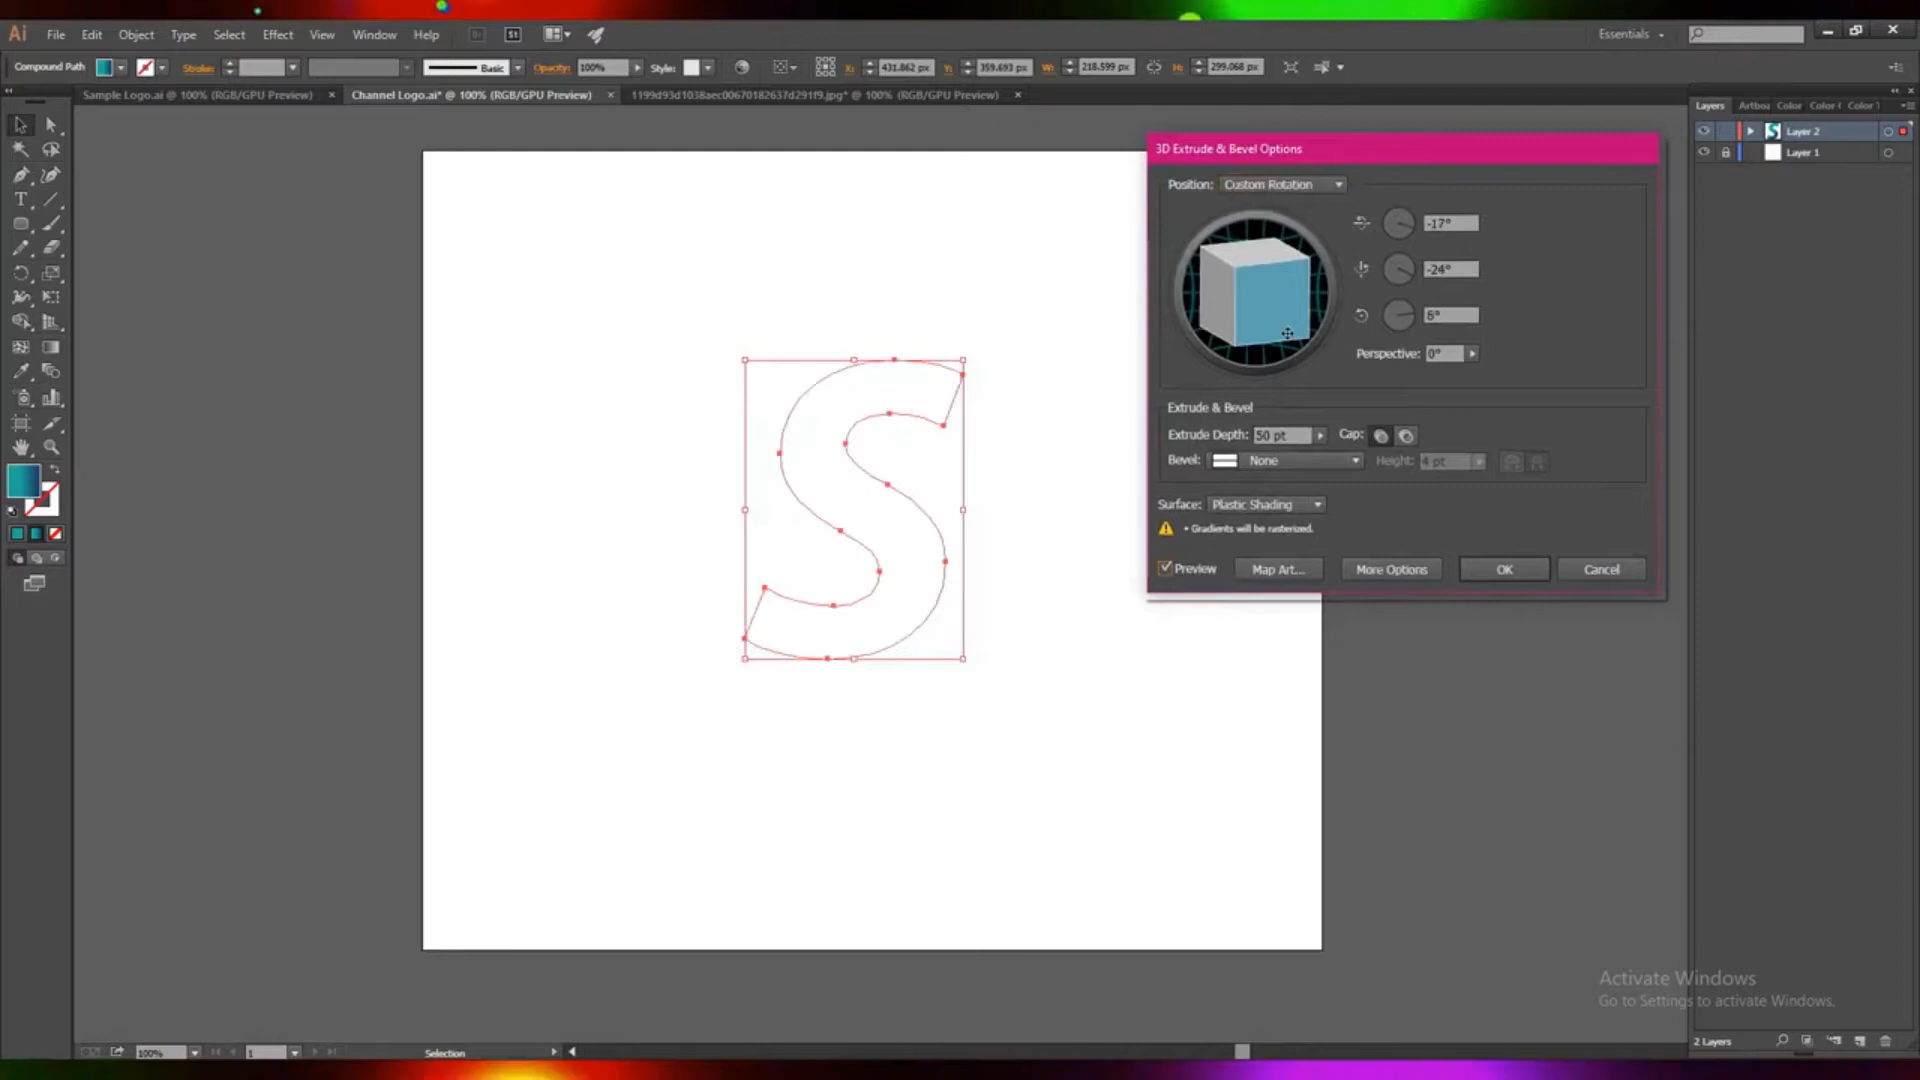 Ai File Edit Object Type Select Effect View Window Help Br St Essentials
Compound Path Stroke: Basic Opacity: 100% Style: X: 431.862 px Y: 359.693 px W: 218.599 px H: 299.068 px
Sample Logo.ai @ 100% (RGB/GPU Preview) × Channel Logo.ai* @ 100% (RGB/GPU Preview) × 1199d93d1038aec00670182637d291f9.jpg* @ 100% (RGB/GPU Preview) ×
Layers Artboa Color Color Color
Layer 2
Layer 1
3D Extrude & Bevel Options
Position: Custom Rotation
-17°
-24°
Perspective: 0°
Extrude & Bevel
Extrude Depth: 50 pt Cap:
Bevel: None Height: 4 pt
Surface: Plastic Shading
• Gradients will be rasterized.
Preview Map Art... More Options OK Cancel
Activate Windows
Go to Settings to activate Windows.
100% 1 Selection
2 Layers